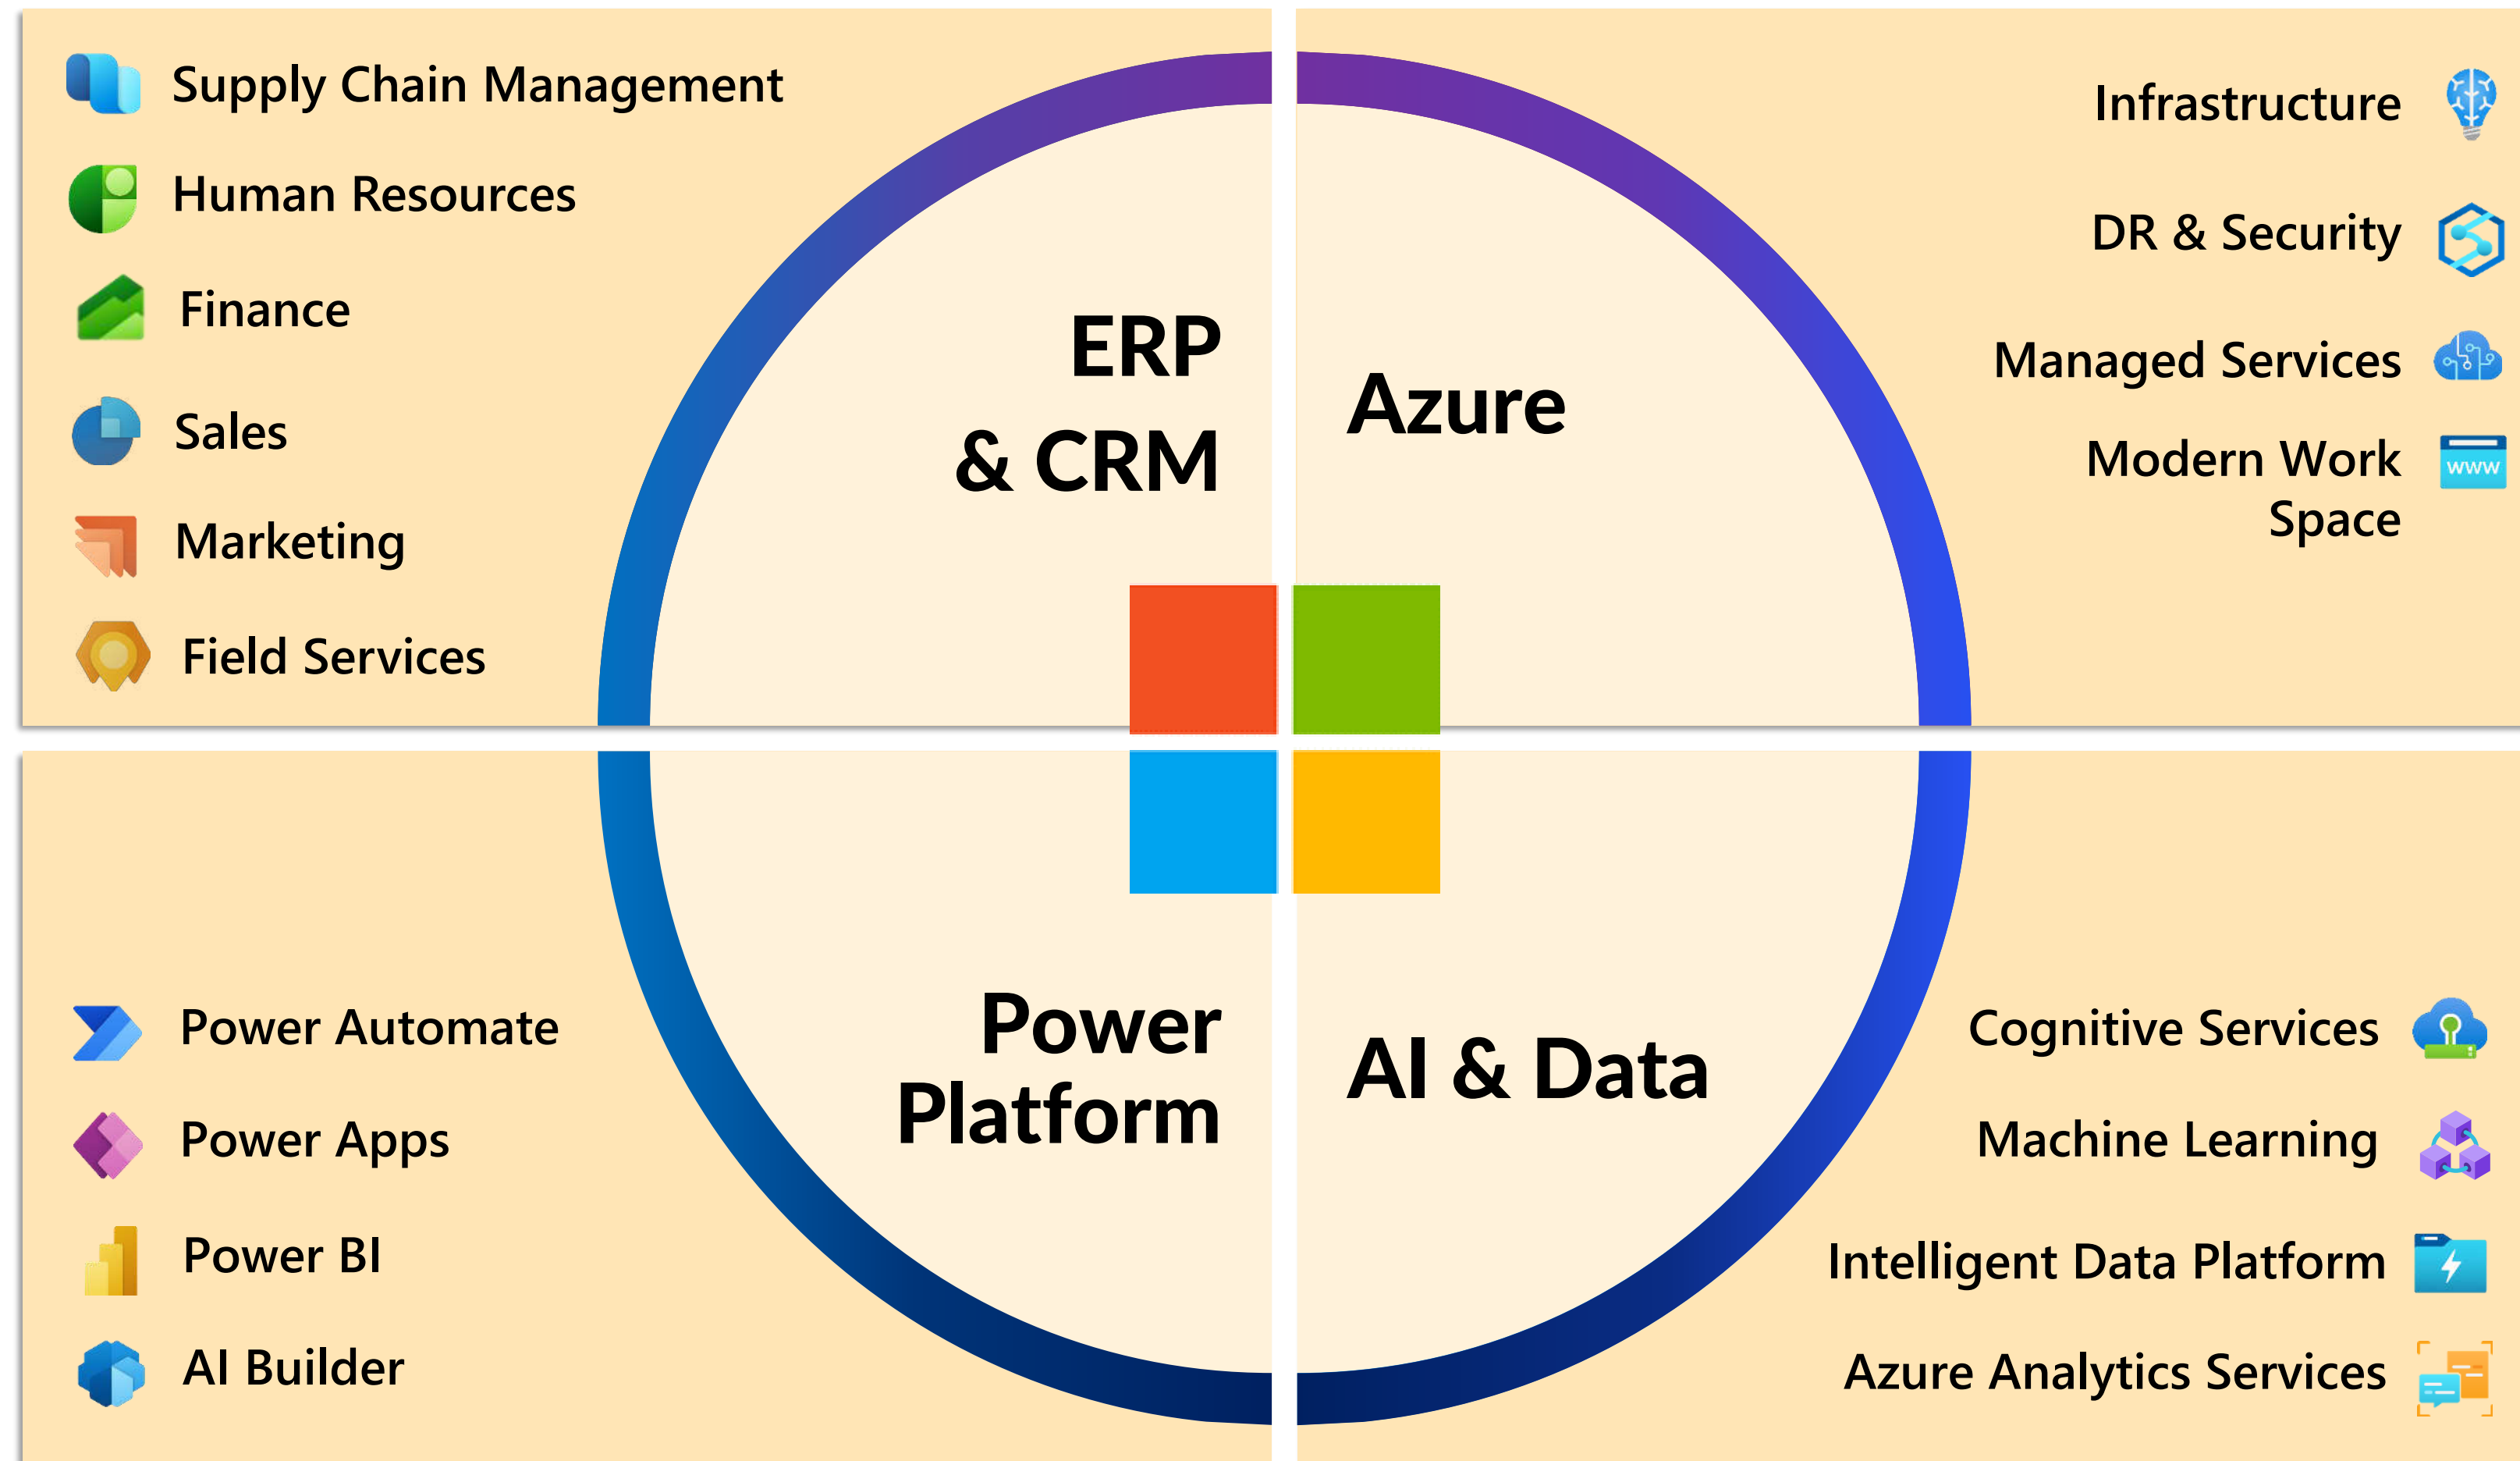 Supply Chain Management
Human Resources
Finance
Sales
Marketing
Field Services
ERP
& CRM
Azure
Infrastructure
DR & Security
Managed Services
Modern Work
Space
www
Power Automate
Power Apps
Power BI
AI Builder
Power
Platform
AI & Data
Cognitive Services
Machine Learning
Intelligent Data Platform
Azure Analytics Services